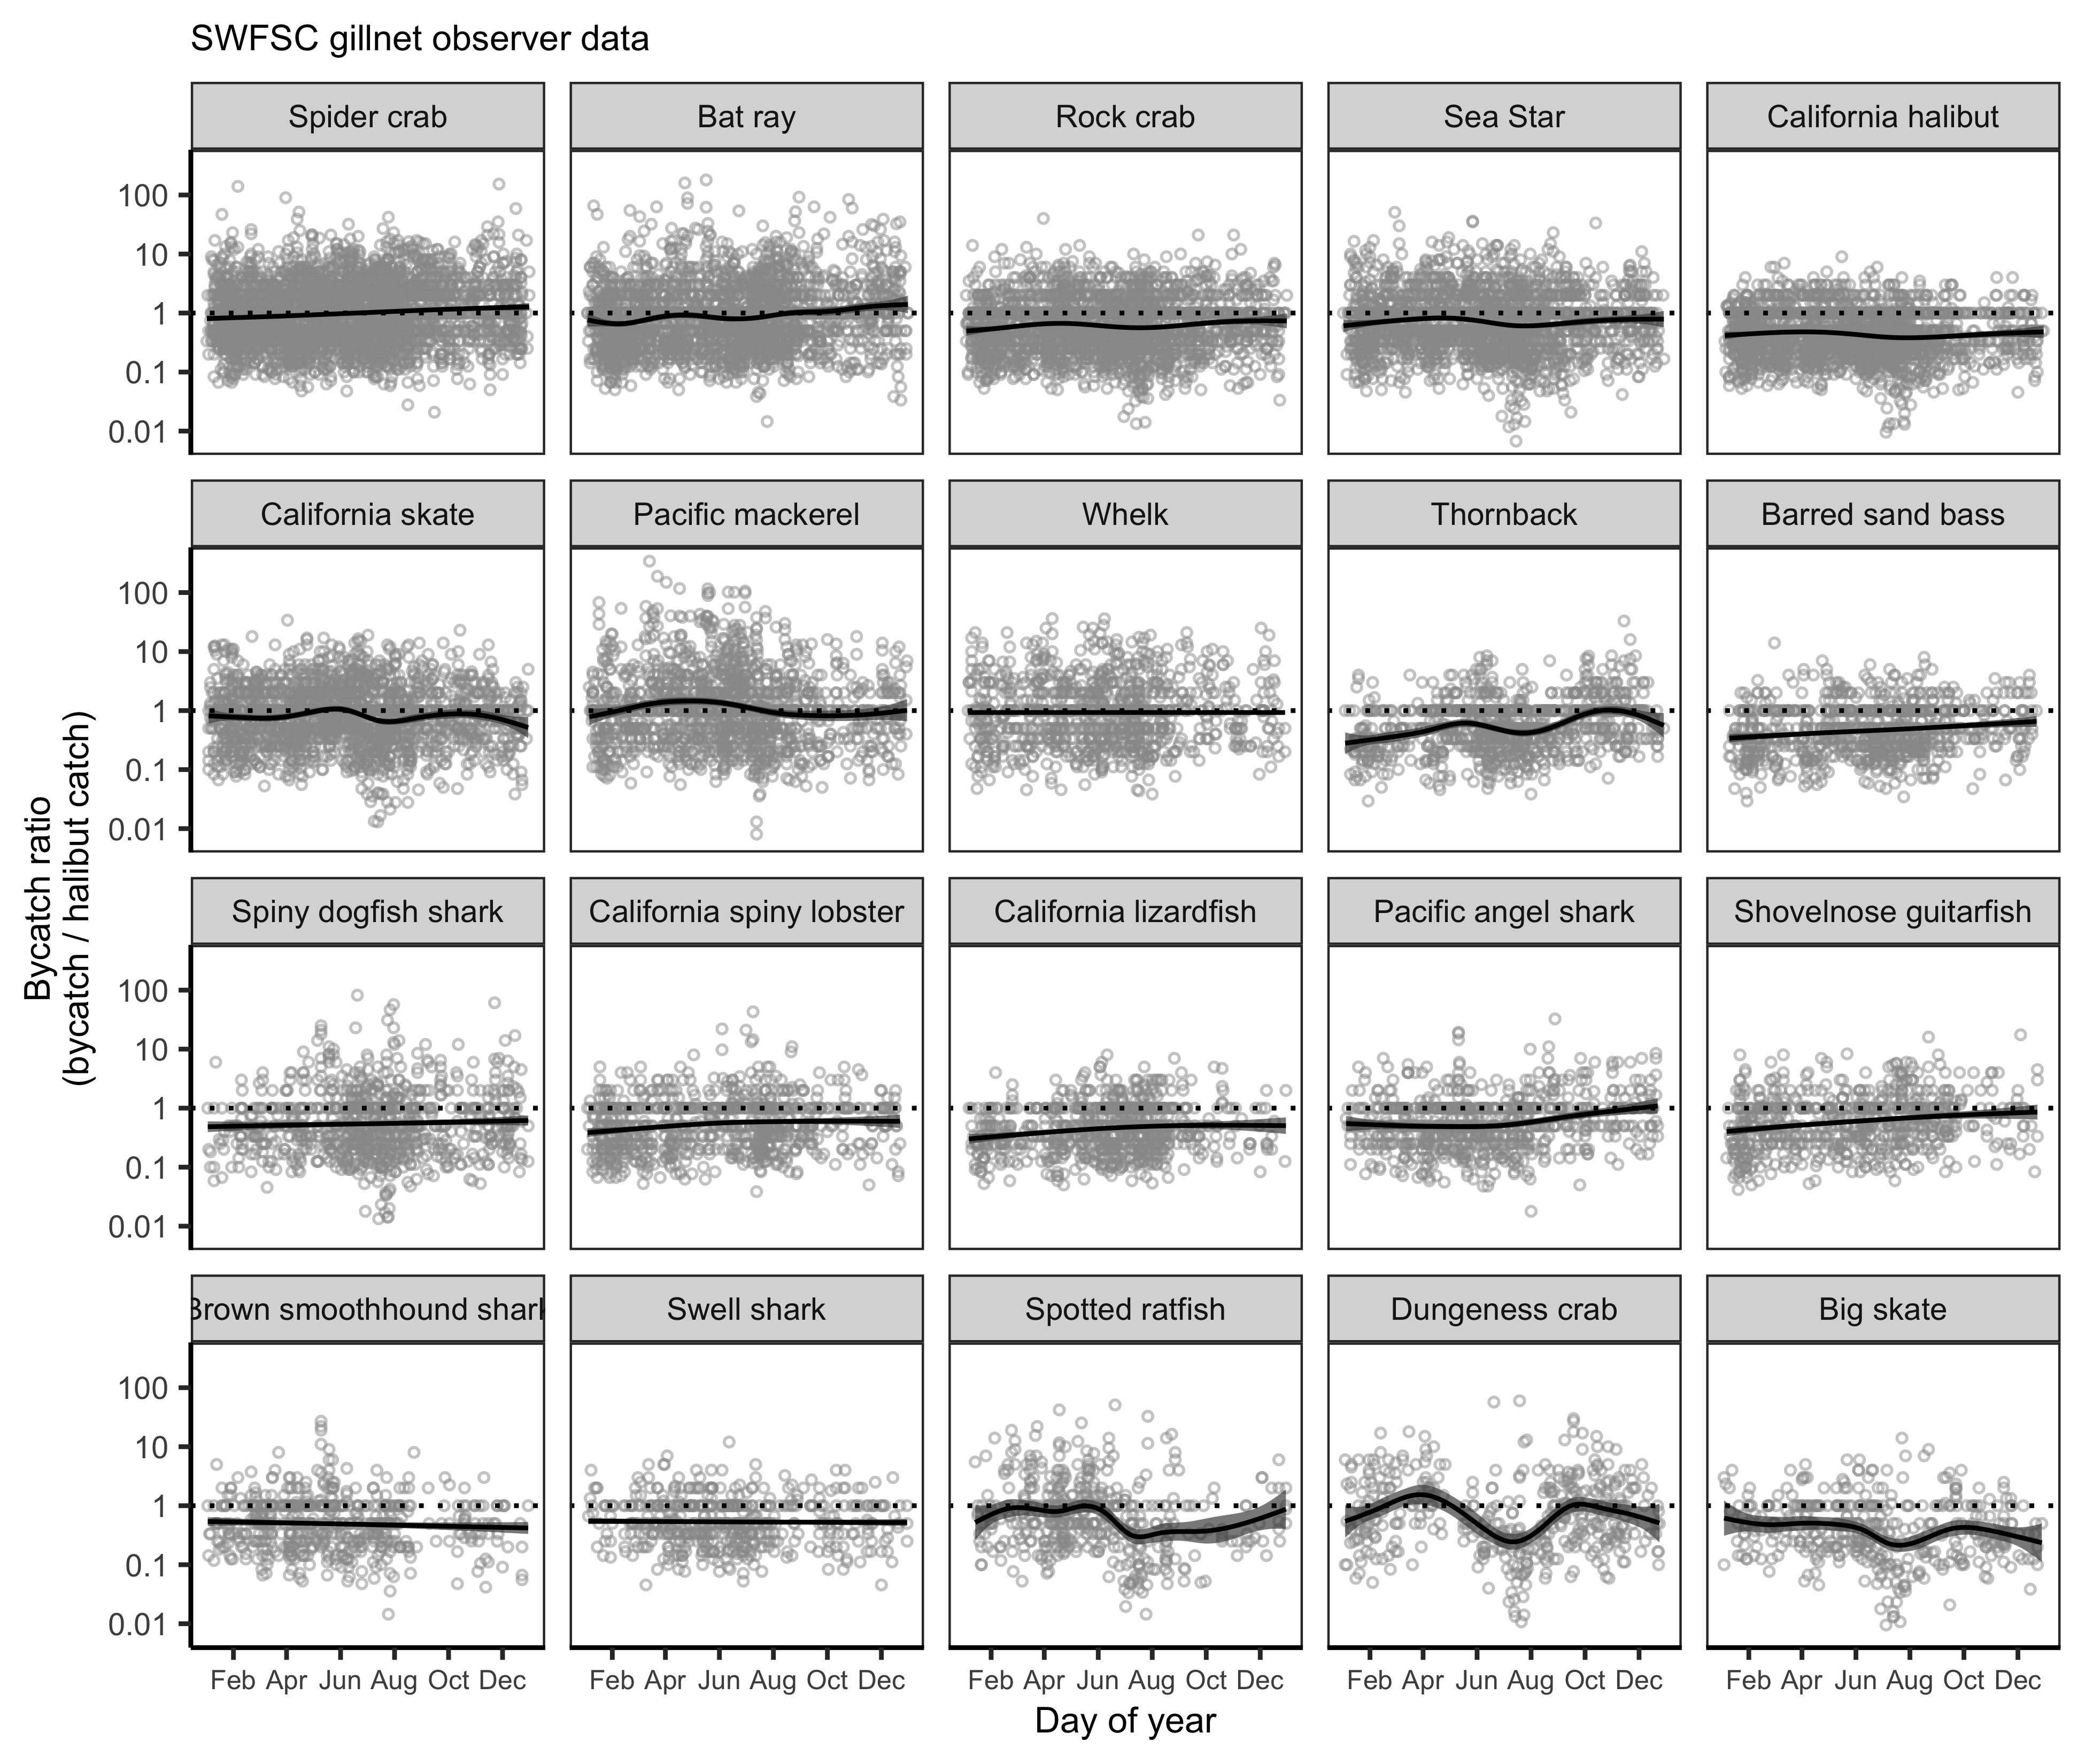 SWFSC gillnet observer data
Spider crab
Bat ray
Rock crab
Sea Star
California halibut
100
10
1
0.1
0.01
California skate
Pacific mackerel
Whelk
Thornback
Barred sand bass
100
10
1
0.1
0.01
Spiny dogfish shark
California spiny lobster
California lizardfish
Pacific angel shark
Shovelnose guitarfish
100
10
1
0.1
0.01
Brown smoothhound shark
Swell shark
Spotted ratfish
Dungeness crab
Big skate
100
10
1
0.1
0.01
Feb Apr Jun Aug Oct Dec
Feb Apr Jun Aug Oct Dec
Feb Apr Jun Aug Oct Dec
Feb Apr Jun Aug Oct Dec
Feb Apr Jun Aug Oct Dec
Day of year
Bycatch ratio
(bycatch / halibut catch)